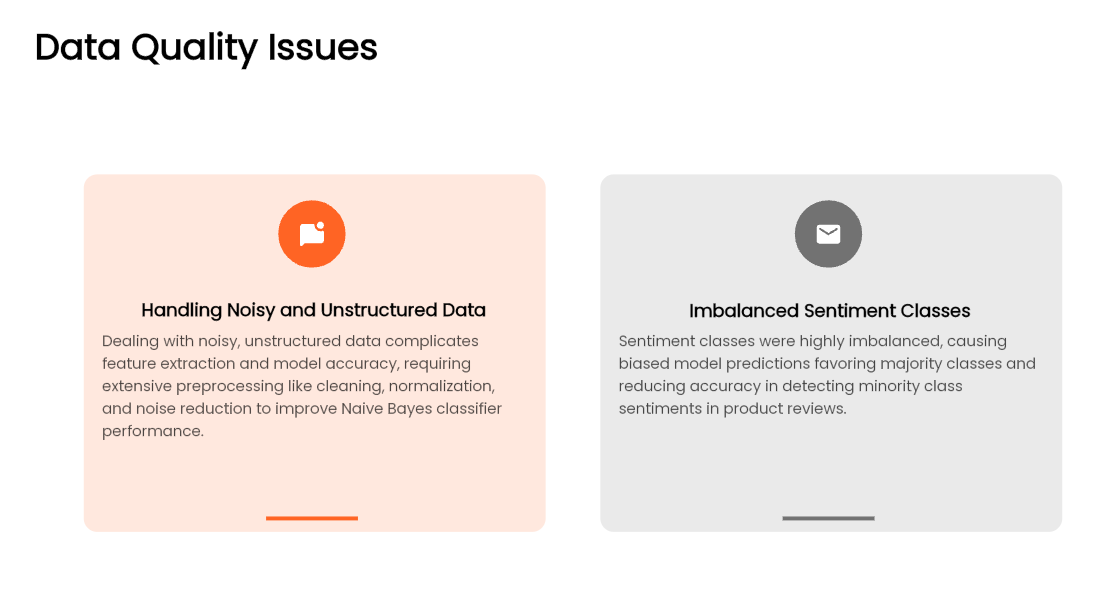 Data Quality Issues
Handling Noisy and Unstructured Data
Dealing with noisy, unstructured data complicates
feature extraction and model accuracy, requiring
extensive preprocessing like cleaning, normalization,
and noise reduction to improve Naive Bayes classifier
performance.
Imbalanced Sentiment Classes
Sentiment classes were highly imbalanced, causing
biased model predictions favoring majority classes and
reducing accuracy in detecting minority class
sentiments in product reviews.